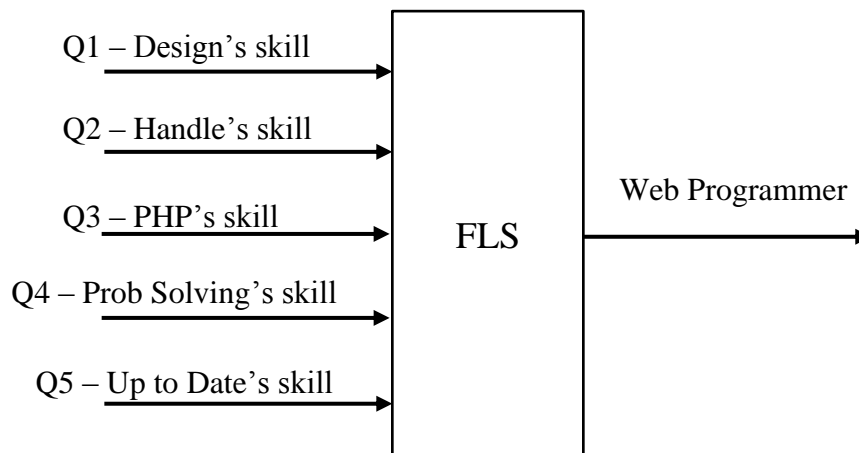 Q1 – Design’s skill
Q2 – Handle’s skill
Q3 – PHP’s skill
Q4 – Prob Solving’s skill
Q5 – Up to Date’s skill
FLS
Web Programmer